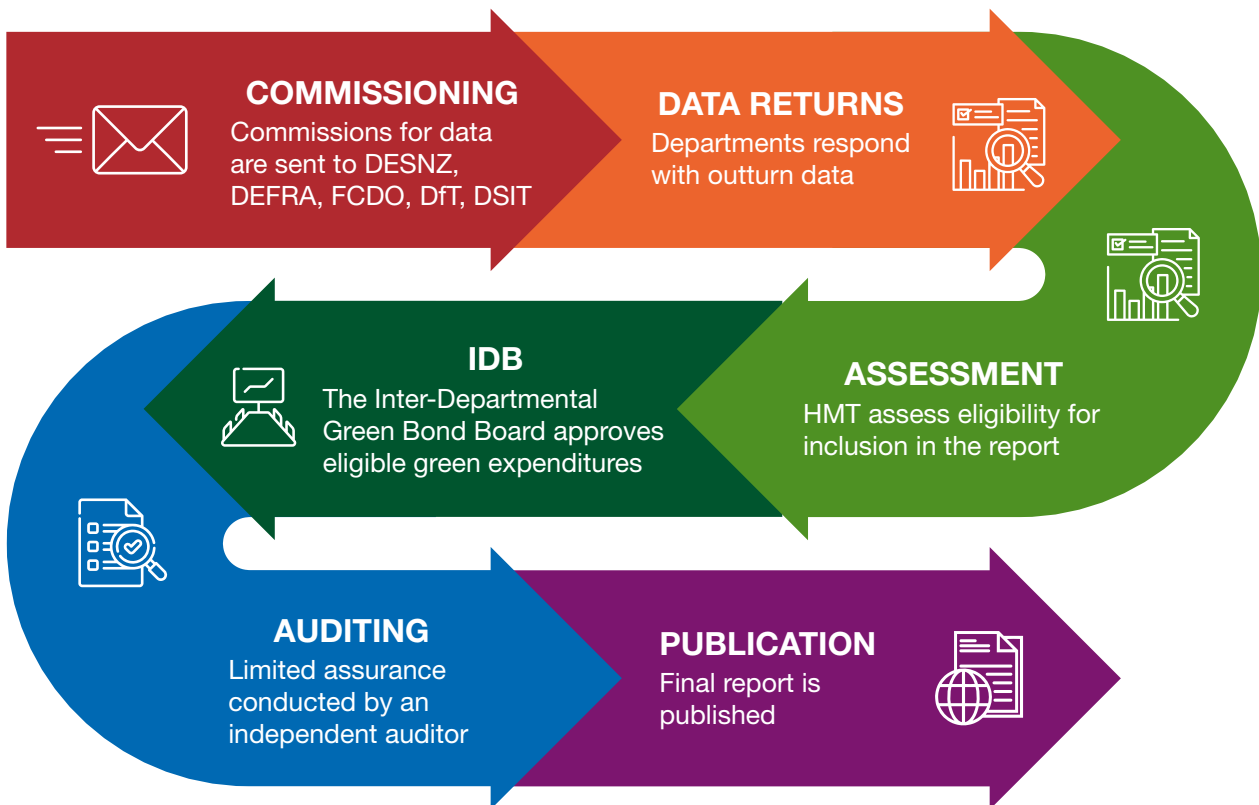 COMMISSIONING
Commissions for data
are sent to DESNZ,
DEFRA, FCDO, DfT, DSIT
DATA RETURNS
Departments respond
with outturn data
ASSESSMENT
HMT assess eligibility for
inclusion in the report
IDB
The Inter-Departmental
Green Bond Board approves
eligible green expenditures
AUDITING
Limited assurance
conducted by an
independent auditor
PUBLICATION
Final report is
published